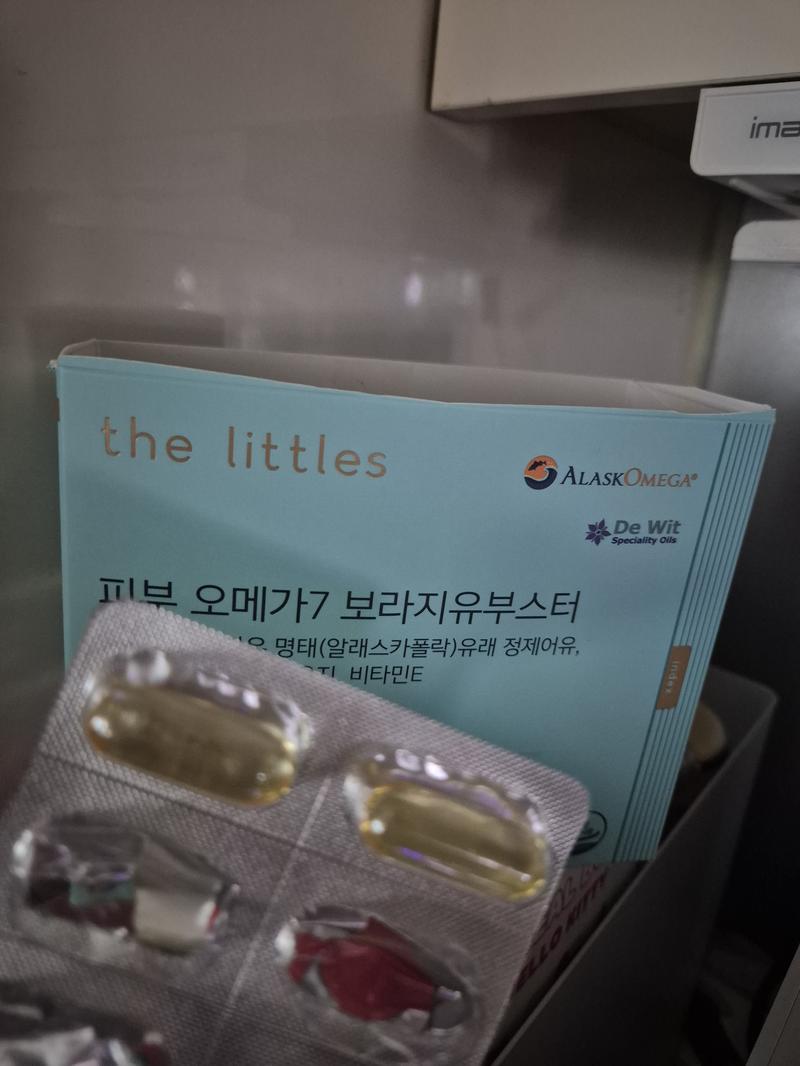 ima
the littles
ALASKOMEGA®
De Wit
Speciality Oils
피부 오메가7 보라지유부스터
명태(알래스카폴락)유래 정제어유,
비타민E
index
ELLO KITTY